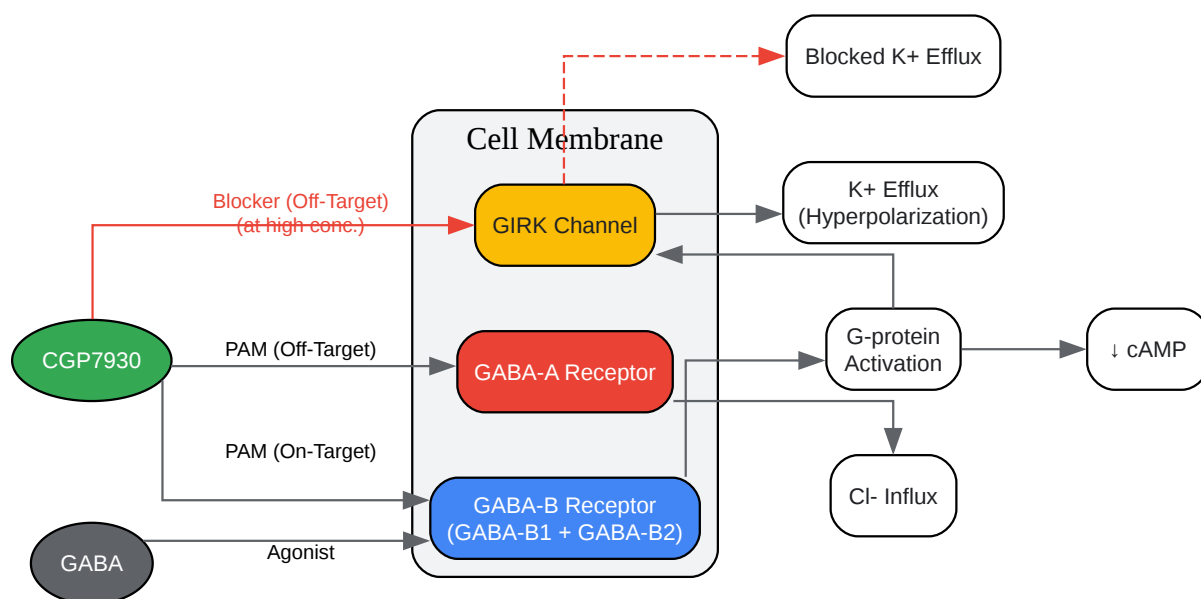 Blocked K+ Efflux
Cell Membrane
Blocker (Off-Target)
(at high conc.)
GIRK Channel
K+ Efflux
(Hyperpolarization)
CGP7930
PAM (Off-Target)
GABA-A Receptor
G-protein
Activation
↓ cAMP
PAM (On-Target)
GABA-B Receptor
(GABA-B1 + GABA-B2)
Cl- Influx
GABA
Agonist